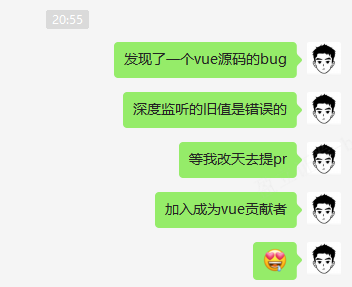 20:55
发现了一个vue源码的bug
深度监听的旧值是错误的
等我改天去提pr
加入成为vue贡献者